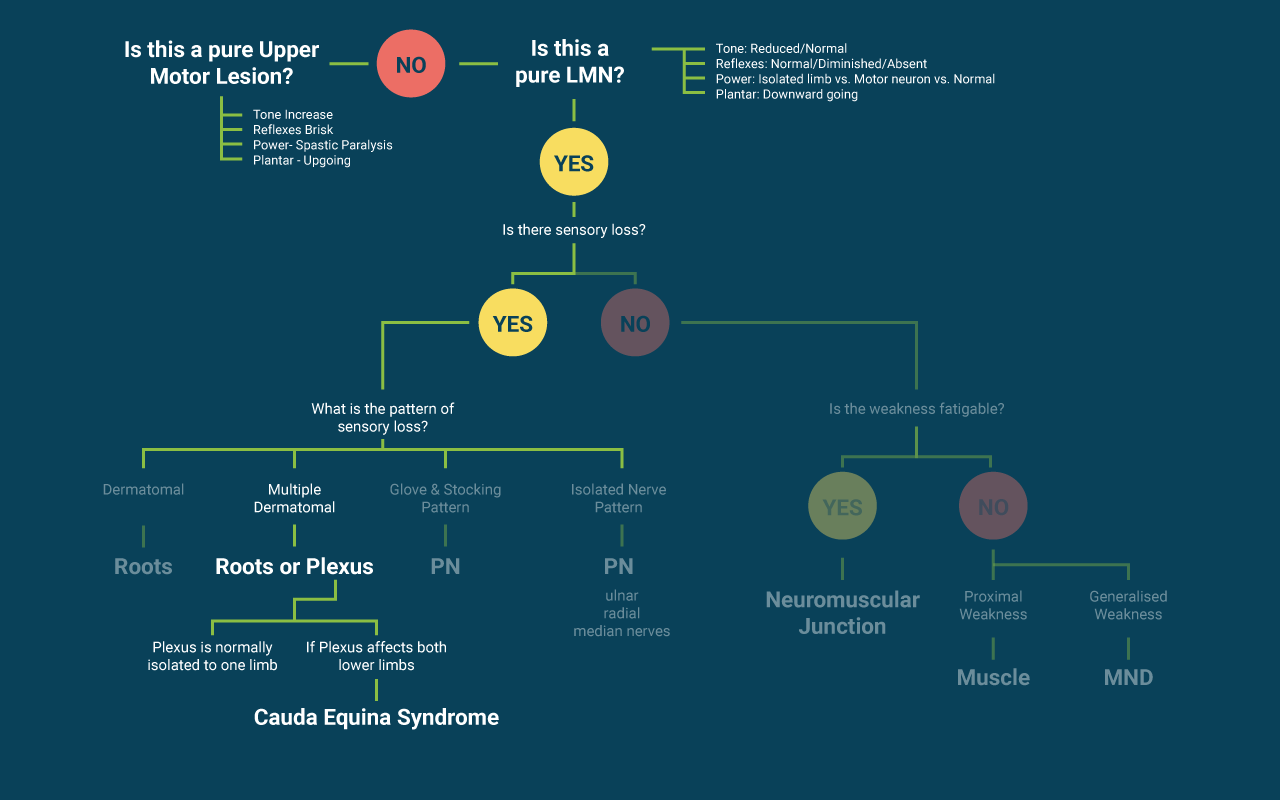 Is this a pure Upper
Motor Lesion?
NO
Is this a
pure LMN?
Tone: Reduced/Normal
Reflexes: Normal/Diminished/Absent
Power: Isolated limb vs. Motor neuron vs. Normal
Plantar: Downward going
Tone Increase
Reflexes Brisk
Power- Spastic Paralysis
Plantar - Upgoing
YES
Is there sensory loss?
YES
NO
What is the pattern of
sensory loss?
Is the weakness fatigable?
Dermatomal
Multiple
Dermatomal
Glove & Stocking
Pattern
Isolated Nerve
Pattern
YES
NO
Roots
Roots or Plexus
PN
PN
ulnar
radial
median nerves
Neuromuscular
Junction
Proximal
Weakness
Generalised
Weakness
Plexus is normally
isolated to one limb
If Plexus affects both
lower limbs
Muscle
MND
Cauda Equina Syndrome